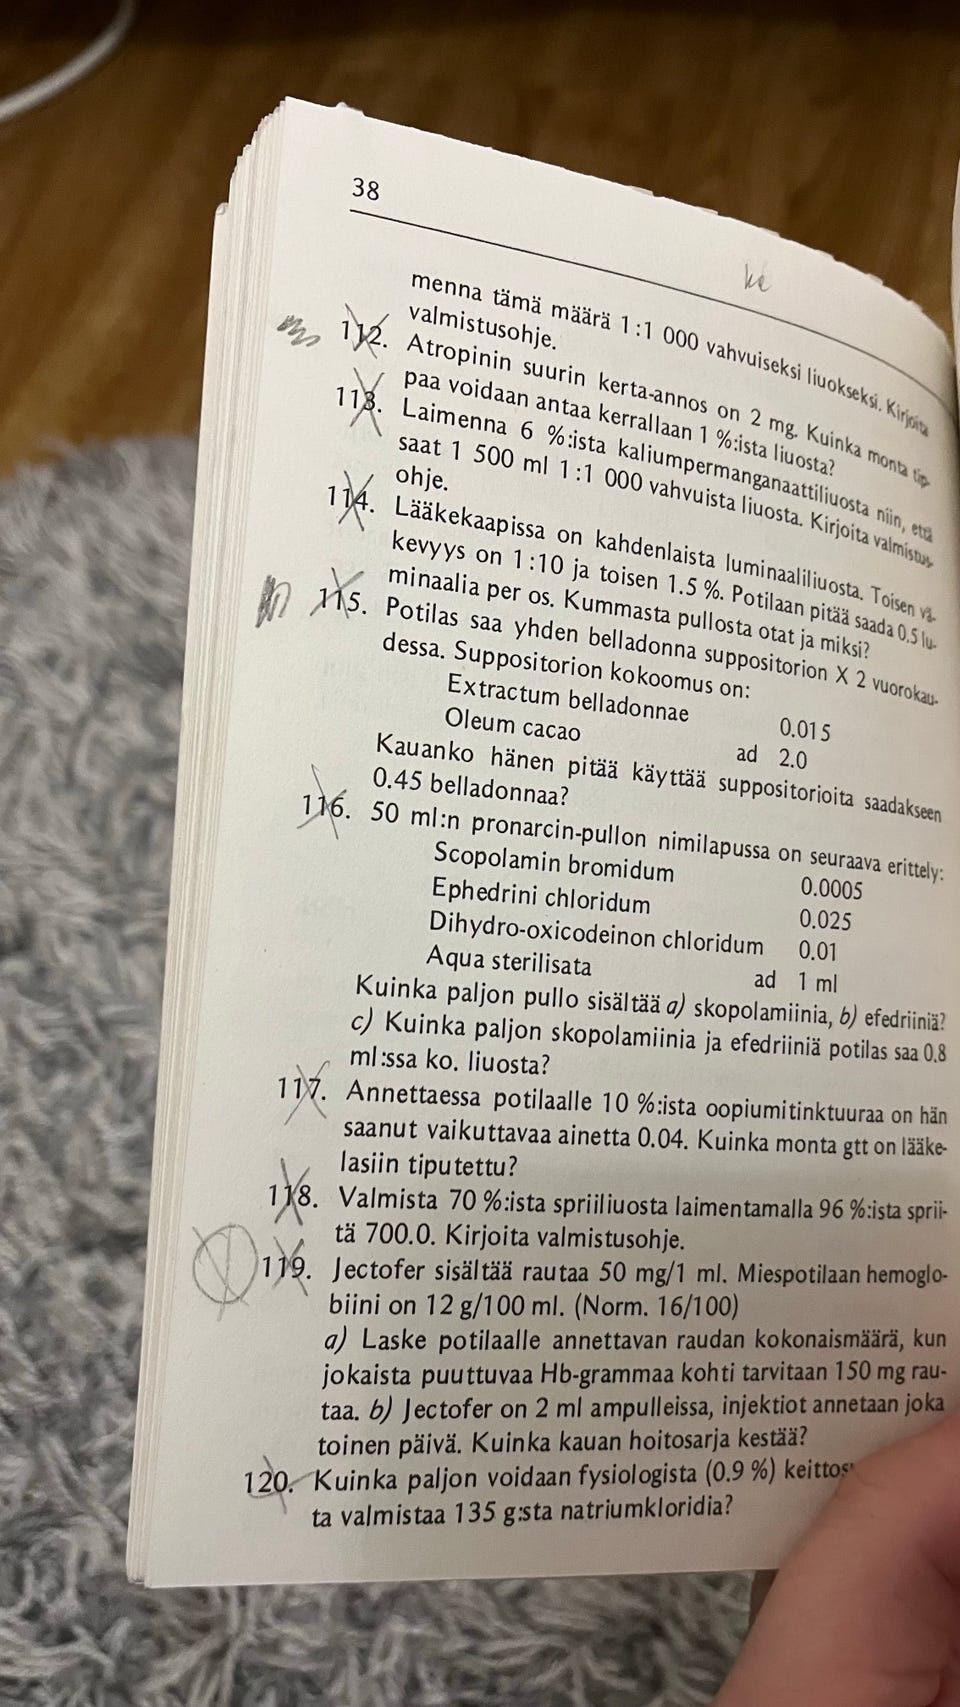 38
ke
menna tämä määrä 1:1 000 vahvuiseksi liuokseksi. Kirjoita
valmistusohje.
112. Atropinin suurin kerta-annos on 2 mg. Kuinka monta tip-
paa voidaan antaa kerrallaan 1 %:ista liuosta?
113. Laimenna 6 %:ista kaliumpermanganaattiliuosta niin, että
saat 1 500 ml 1:1 000 vahvuista liuosta. Kirjoita valmistus-
ohje.
114. Lääkekaapissa on kahdenlaista luminaaliliuosta. Toisen vä-
kevyys on 1:10 ja toisen 1.5 %. Potilaan pitää saada 0.5 lu-
minaalia per os. Kummasta pullosta otat ja miksi?
115. Potilas saa yhden belladonna suppositorion X 2 vuorokau-
dessa. Suppositorion kokoomus on:
Extractum belladonnae 0.015
Oleum cacao ad 2.0
Kauanko hänen pitää käyttää suppositorioita saadakseen
0.45 belladonnaa?
116. 50 ml:n pronarcin-pullon nimilapussa on seuraava erittely:
Scopolamin bromidum 0.0005
Ephedrini chloridum 0.025
Dihydro-oxicodeinon chloridum 0.01
Aqua sterilisata ad 1 ml
Kuinka paljon pullo sisältää a) skopolamiinia, b) efedriiniä?
c) Kuinka paljon skopolamiinia ja efedriiniä potilas saa 0.8
ml:ssa ko. liuosta?
117. Annettaessa potilaalle 10 %:ista oopiumitinktuuraa on hän
saanut vaikuttavaa ainetta 0.04. Kuinka monta gtt on lääke-
lasiin tiputettu?
118. Valmista 70 %:ista spriiliuosta laimentamalla 96 %:ista sprii-
tä 700.0. Kirjoita valmistusohje.
119. Jectofer sisältää rautaa 50 mg/1 ml. Miespotilaan hemoglo-
biini on 12 g/100 ml. (Norm. 16/100)
a) Laske potilaalle annettavan raudan kokonaismäärä, kun
jokaista puuttuvaa Hb-grammaa kohti tarvitaan 150 mg rau-
taa. b) Jectofer on 2 ml ampulleissa, injektiot annetaan joka
toinen päivä. Kuinka kauan hoitosarja kestää?
120. Kuinka paljon voidaan fysiologista (0.9 %) keittos
ta valmistaa 135 g:sta natriumkloridia?